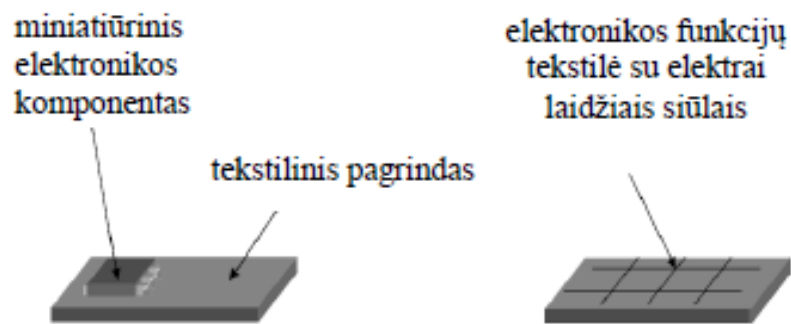 miniatiūrinis
elektronikos
komponentas
tekstilinis pagrindas
elektronikos funkcijų
tekstilė su elektrai
laidžiais siūlais